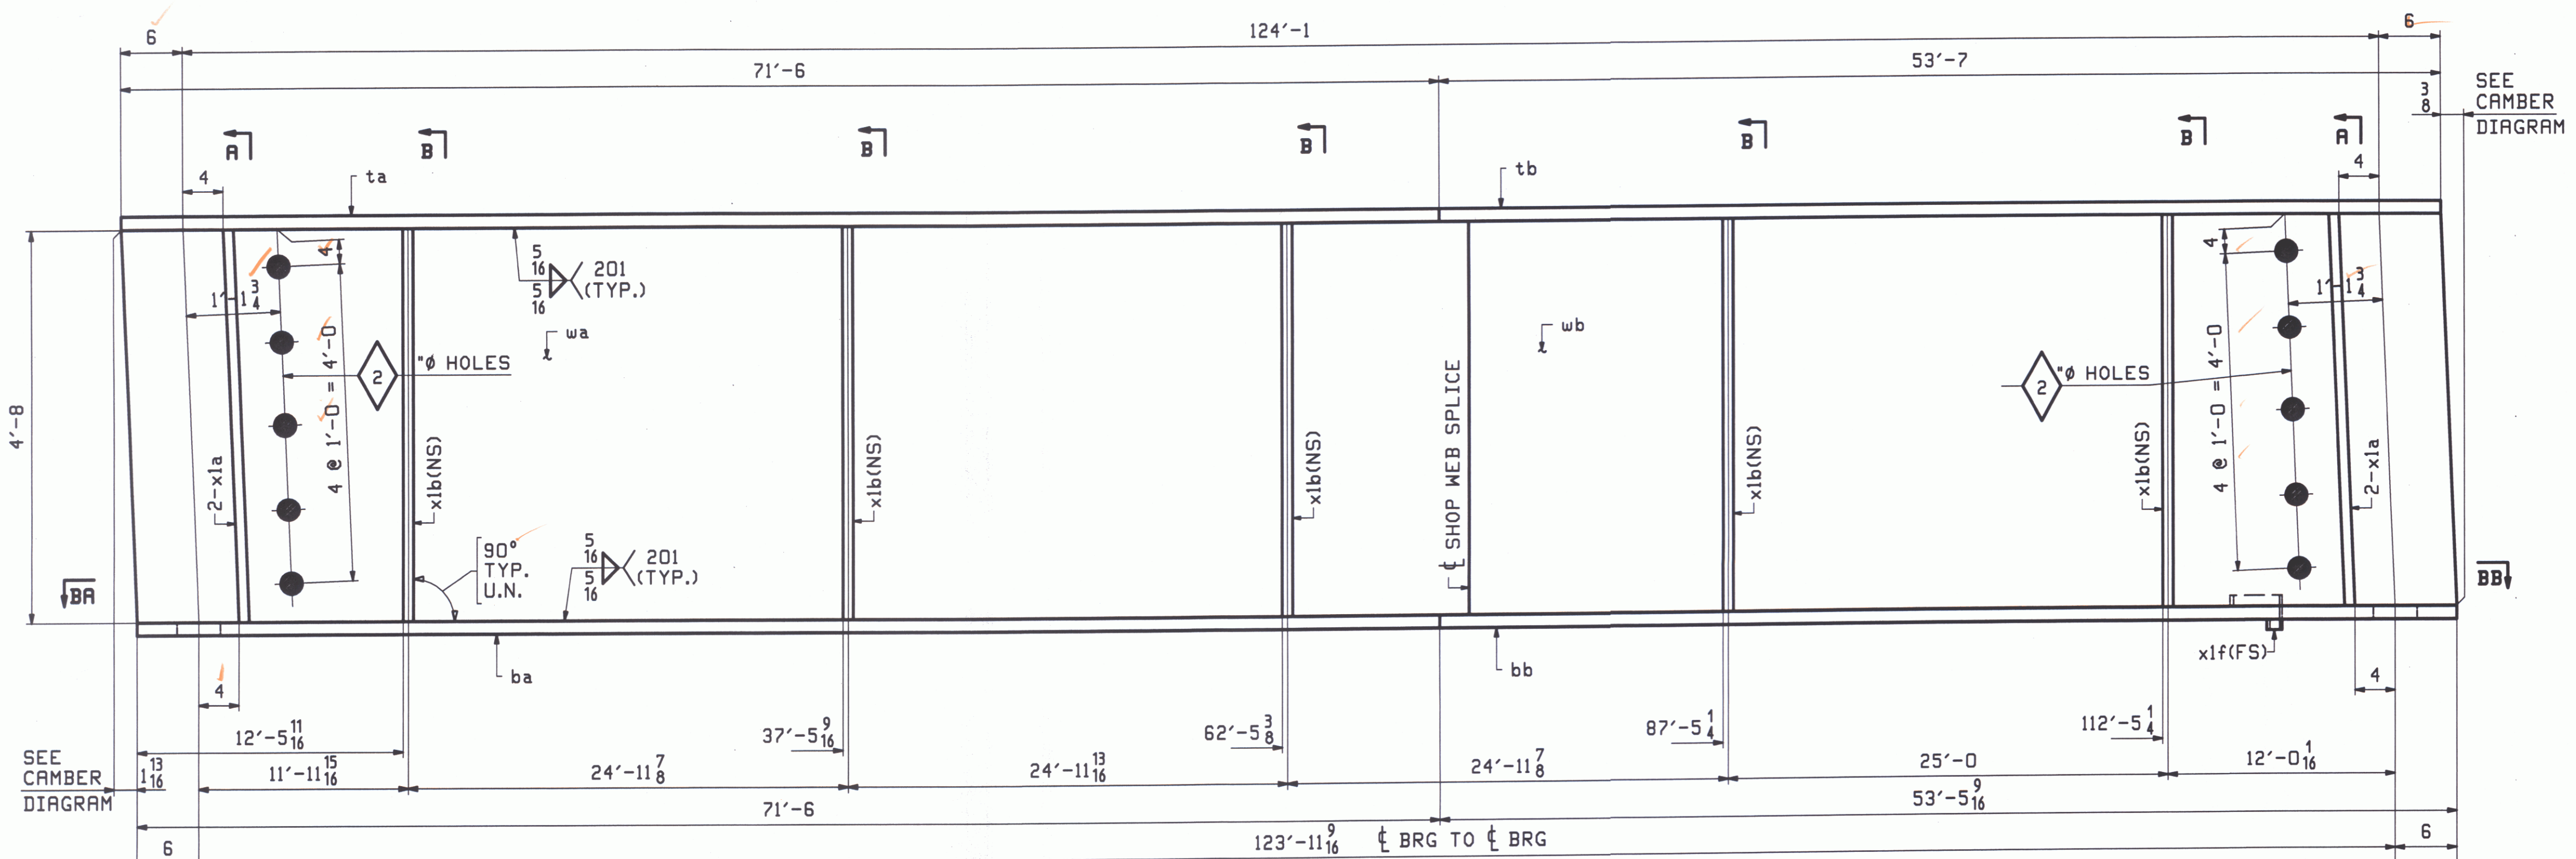 6
124'-1
6
71'-6
53'-7
3/8
SEE
CAMBER
DIAGRAM
A
B
B
B
B
B
A
4
ta
tb
4
4
5/16
5/16
201
(TYP.)
4
1'-1 3/4
1'-1 3/4
wa
wb
2
"Ø HOLES
2
"Ø HOLES
4 @ 1'-0 = 4'-0
4 @ 1'-0 = 4'-0
4'-8
2-x1a
x1b(NS)
x1b(NS)
x1b(NS)
℄ SHOP WEB SPLICE
x1b(NS)
x1b(NS)
2-x1a
90°
TYP.
U.N.
5/16
5/16
201
(TYP.)
BA
BB
ba
bb
x1f(FS)
4
4
12'-5 11/16
37'-5 9/16
62'-5 3/8
87'-5 1/4
112'-5 1/4
SEE
CAMBER
DIAGRAM
1 13/16
11'-11 15/16
24'-11 7/8
24'-11 13/16
24'-11 7/8
25'-0
12'-0 1/16
71'-6
53'-5 9/16
6
123'-11 9/16 ℄ BRG TO ℄ BRG
6